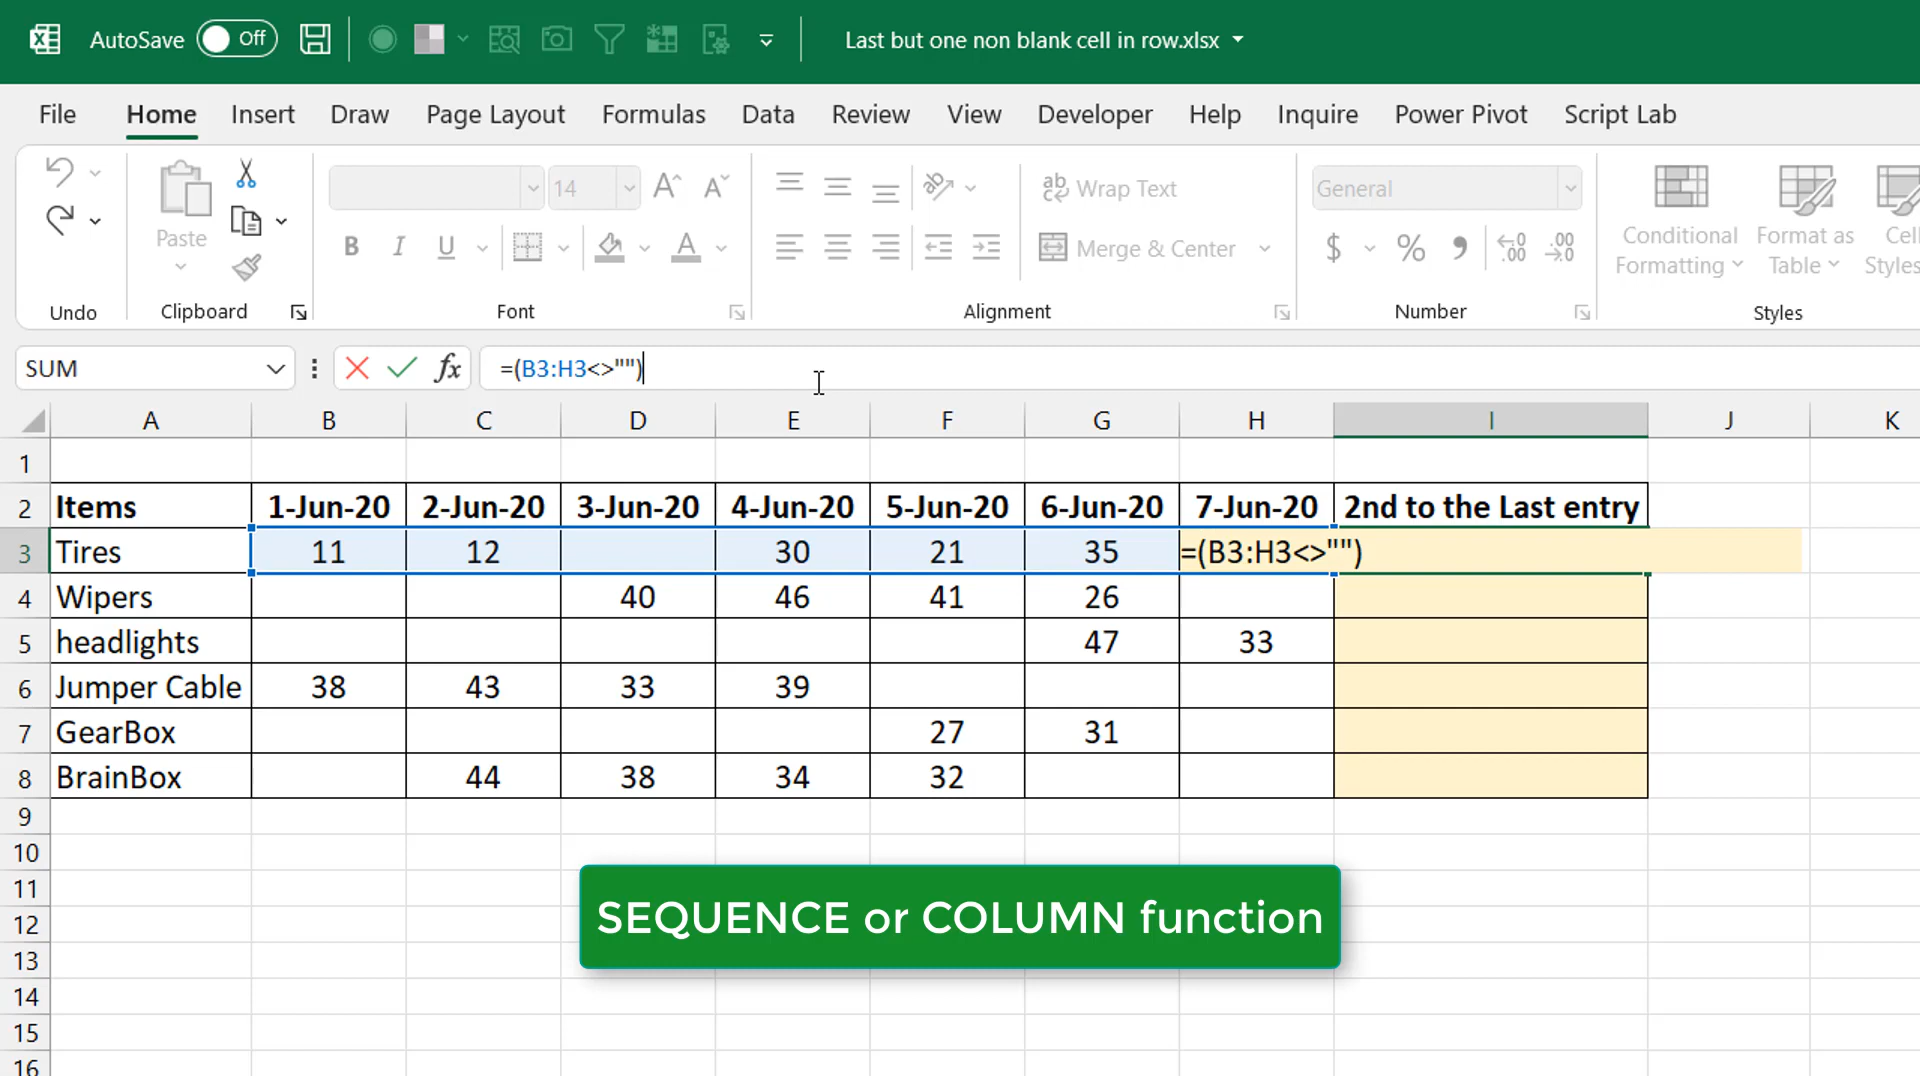 AutoSave Off Last but one non blank cell in row.xlsx
File Home Insert Draw Page Layout Formulas Data Review View Developer Help Inquire Power Pivot Script Lab
14 General
Wrap Text
Paste
B I U A Merge & Center $ % Conditional Formatting Format as Table Cell Styles
Undo Clipboard Font Alignment Number Styles
SUM fx =(B3:H3<>"")
A B C D E F G H I J K
1
2 Items 1-Jun-20 2-Jun-20 3-Jun-20 4-Jun-20 5-Jun-20 6-Jun-20 7-Jun-20 2nd to the Last entry
3 Tires 11 12 30 21 35 =(B3:H3<>"")
4 Wipers 40 46 41 26
5 headlights 47 33
6 Jumper Cable 38 43 33 39
7 GearBox 27 31
8 BrainBox 44 38 34 32
9
10
11
12
13
14
15
16
SEQUENCE or COLUMN function